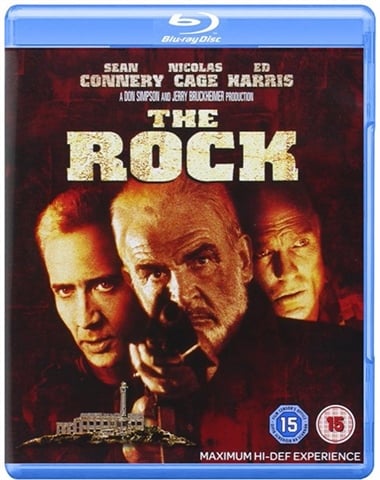 Blu-ray Disc
SEAN NICOLAS ED
CONNERY CAGE HARRIS
A DON SIMPSON AND JERRY BRUCKHEIMER PRODUCTION
THE
ROCK
15 15
MAXIMUM HI-DEF EXPERIENCE